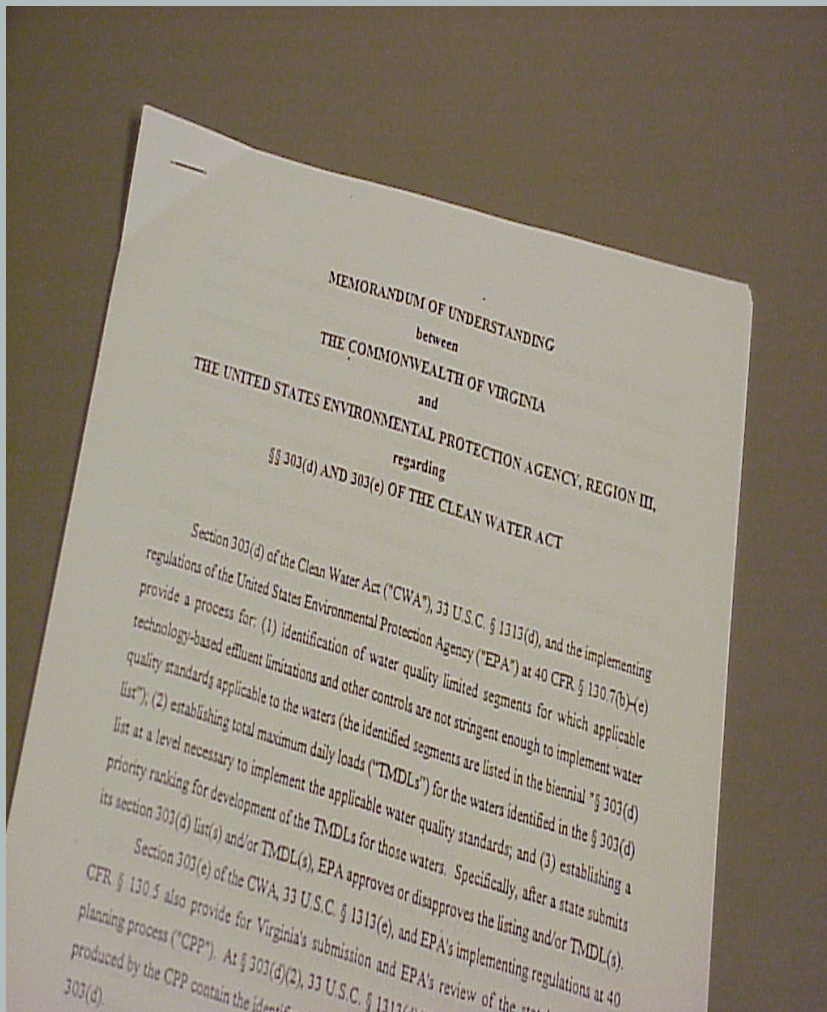 MEMORANDUM OF UNDERSTANDING
between
THE COMMONWEALTH OF VIRGINIA
and
THE UNITED STATES ENVIRONMENTAL PROTECTION AGENCY, REGION III,
regarding
§§ 303(d) AND 303(e) OF THE CLEAN WATER ACT
Section 303(d) of the Clean Water Act ("CWA"), 33 U.S.C. § 1313(d), and the implementing
regulations of the United States Environmental Protection Agency ("EPA") at 40 CFR § 130.7(b)-(e)
provide a process for: (1) identification of water quality limited segments for which applicable
technology-based effluent limitations and other controls are not stringent enough to implement water
quality standards applicable to the waters (the identified segments are listed in the biennial "§ 303(d)
list"); (2) establishing total maximum daily loads ("TMDLs") for the waters identified in the § 303(d)
list at a level necessary to implement the applicable water quality standards; and (3) establishing a
priority ranking for development of the TMDLs for those waters. Specifically, after a state submits
its section 303(d) list(s) and/or TMDL(s), EPA approves or disapproves the listing and/or TMDL(s).
Section 303(e) of the CWA, 33 U.S.C. § 1313(e), and EPA's implementing regulations at 40
CFR § 130.5 also provide for Virginia's submission and EPA's review of the
planning process ("CPP"). At § 303(d)(2), 33 U.S.C.
produced by the CPP contain the
303(d).